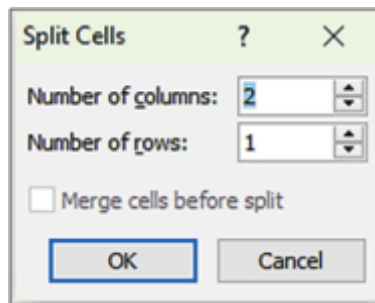 Split Cells ?
Number of columns: 2
Number of rows: 1
Merge cells before split
OK Cancel